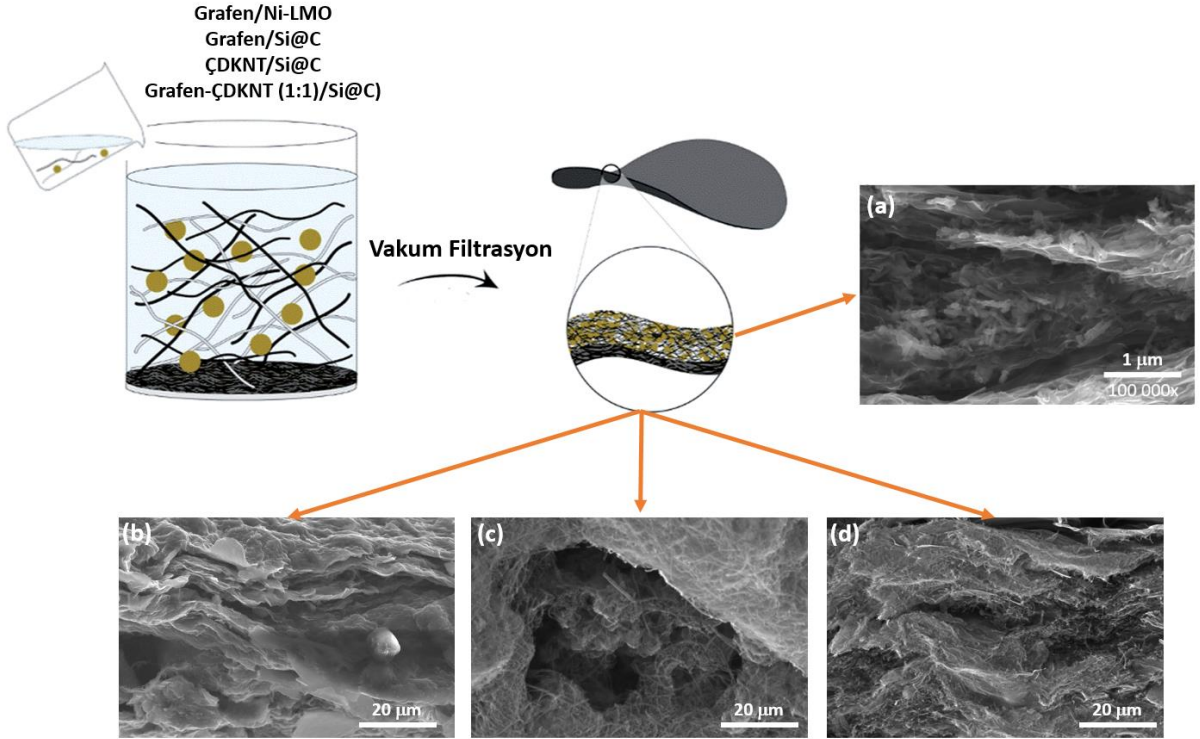 Grafen/Ni-LMO
Grafen/Si@C
ÇDKNT/Si@C
Grafen-ÇDKNT (1:1)/Si@C)
Vakum Filtrasyon
(a)
1 µm
100 000x
(b)
20 µm
(c)
20 µm
(d)
20 µm